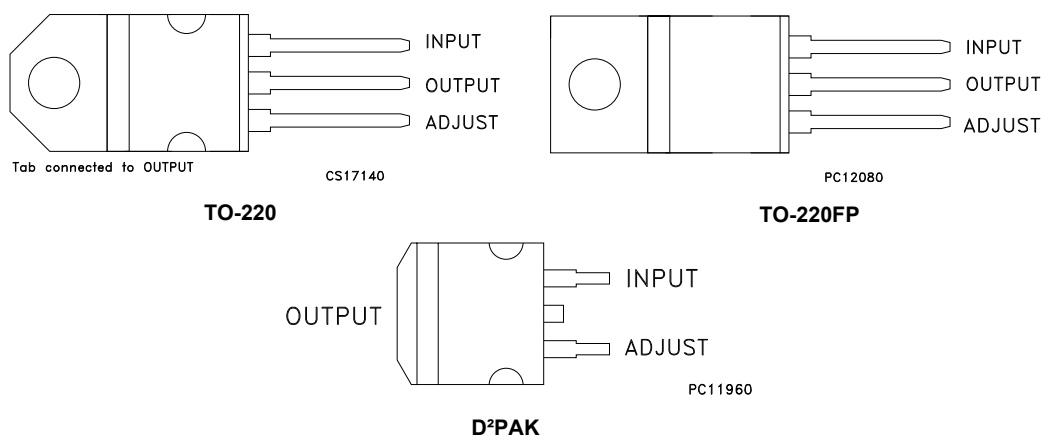 INPUT
OUTPUT
ADJUST
Tab connected to OUTPUT
CS17140
TO-220
INPUT
OUTPUT
ADJUST
PC12080
TO-220FP
OUTPUT
INPUT
ADJUST
PC11960
D²PAK